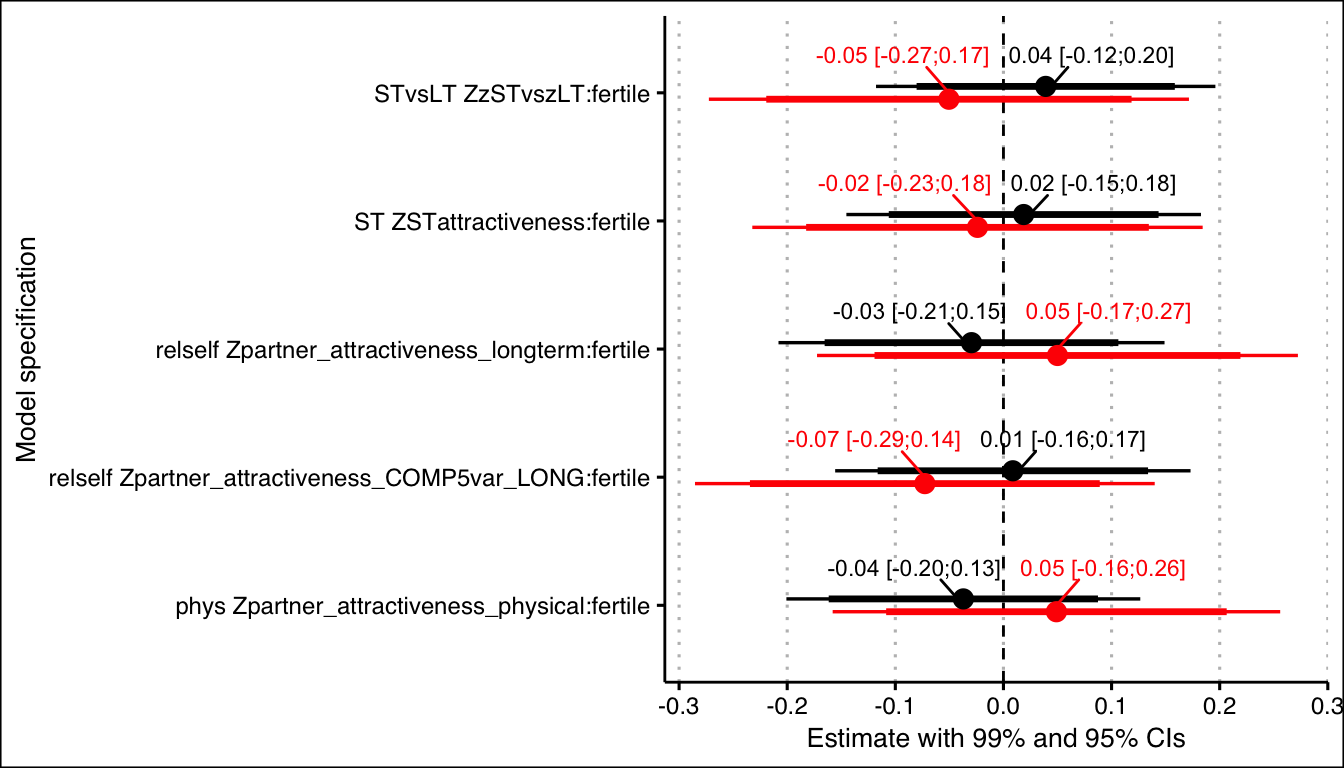 -0.05 [-0.27;0.17] 0.04 [-0.12;0.20]
STvsLT ZzSTvszLT:fertile
-0.02 [-0.23;0.18] 0.02 [-0.15;0.18]
ST ZSTattractiveness:fertile
-0.03 [-0.21;0.15] 0.05 [-0.17;0.27]
relself Zpartner_attractiveness_longterm:fertile
-0.07 [-0.29;0.14] 0.01 [-0.16;0.17]
relself Zpartner_attractiveness_COMP5var_LONG:fertile
-0.04 [-0.20;0.13] 0.05 [-0.16;0.26]
phys Zpartner_attractiveness_physical:fertile
Model specification
-0.3 -0.2 -0.1 0.0 0.1 0.2 0.3
Estimate with 99% and 95% CIs